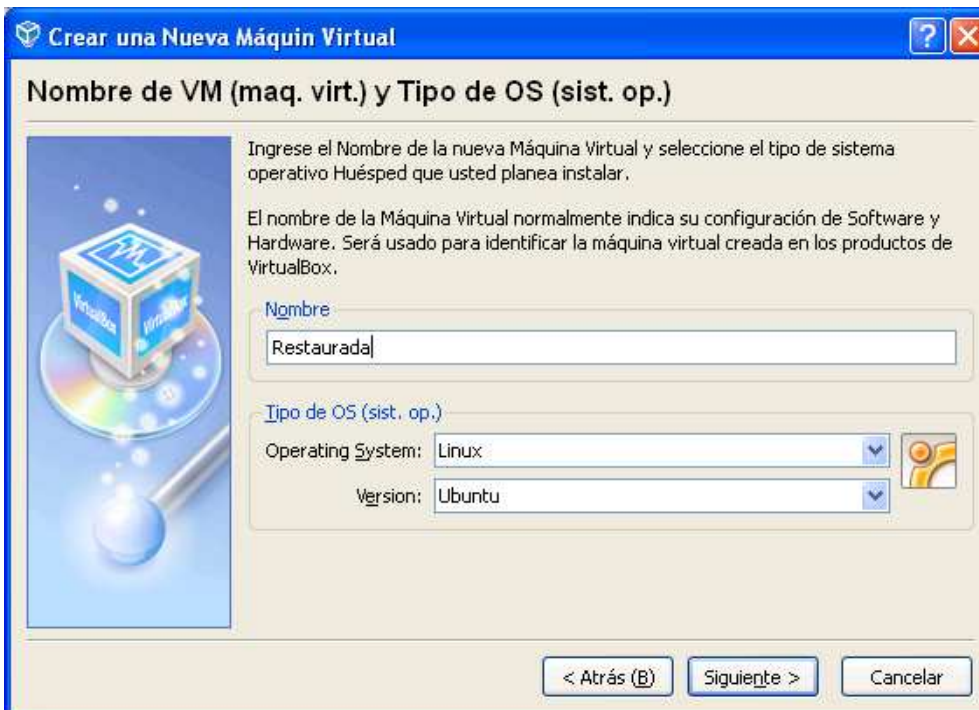 Crear una Nueva Máquin Virtual
Nombre de VM (maq. virt.) y Tipo de OS (sist. op.)
Ingrese el Nombre de la nueva Máquina Virtual y seleccione el tipo de sistema
operativo Huésped que usted planea instalar.
El nombre de la Máquina Virtual normalmente indica su configuración de Software y
Hardware. Será usado para identificar la máquina virtual creada en los productos de
VirtualBox.
VirtualBox
VirtualBox
Nombre
Restaurada
Tipo de OS (sist. op.)
Operating System: Linux
Version: Ubuntu
< Atrás (B) Siguiente > Cancelar